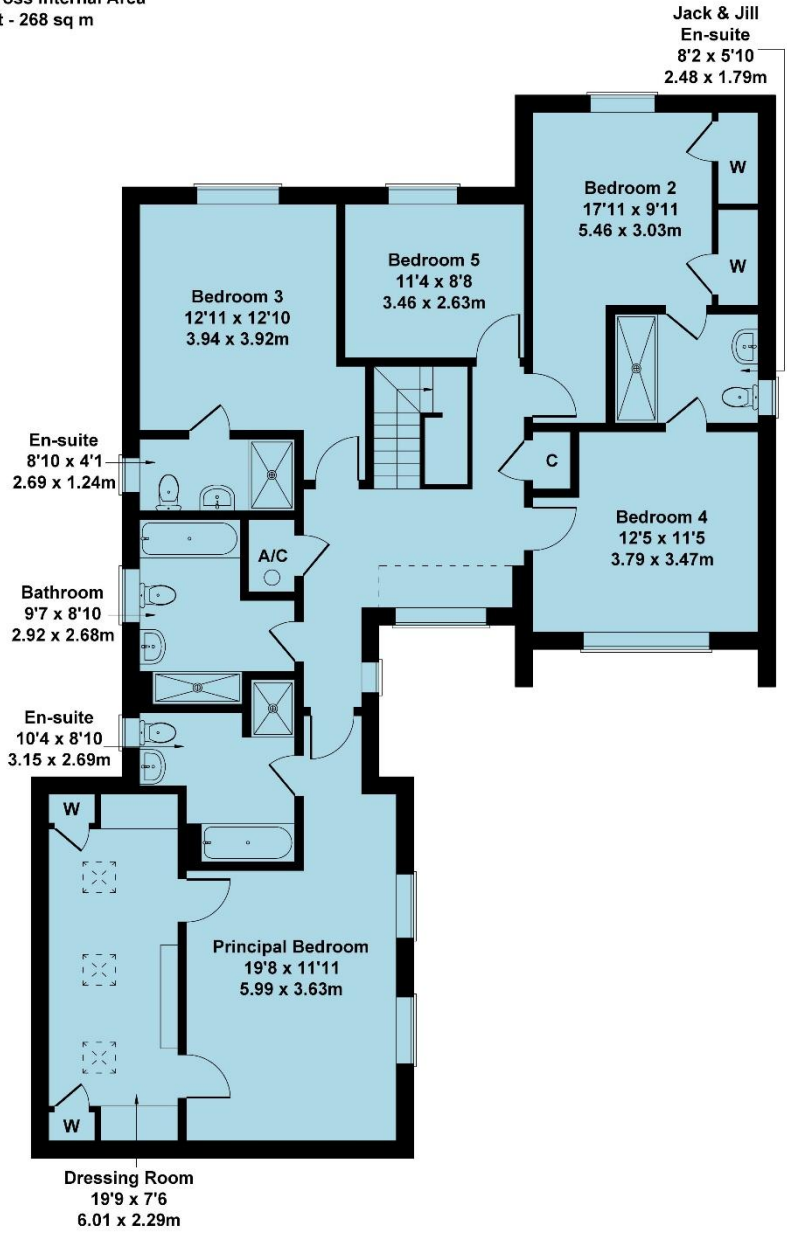 t - 268 sq m
Jack & Jill
En-suite
8'2 x 5'10
2.48 x 1.79m
Bedroom 2
17'11 x 9'11
5.46 x 3.03m
W
W
Bedroom 5
11'4 x 8'8
3.46 x 2.63m
Bedroom 3
12'11 x 12'10
3.94 x 3.92m
En-suite
8'10 x 4'1
2.69 x 1.24m
C
Bedroom 4
12'5 x 11'5
3.79 x 3.47m
A/C
Bathroom
9'7 x 8'10
2.92 x 2.68m
En-suite
10'4 x 8'10
3.15 x 2.69m
W
Principal Bedroom
19'8 x 11'11
5.99 x 3.63m
W
Dressing Room
19'9 x 7'6
6.01 x 2.29m